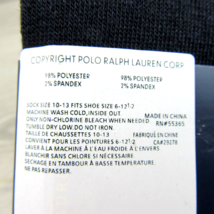 COPYRIGHT POLO RALPH LAUREN CORP
98% POLYESTER 98% POLYESTER
2% SPANDEX 2% SPANDEX
SOCK SIZE 10-13 FITS SHOE SIZE 6-12 1/2
MACHINE WASH COLD, INSIDE OUT. MADE IN CHINA
ONLY NON-CHLORINE BLEACH WHEN NEEDED RN#55365
TUMBLE DRY LOW. DO NOT IRON.
TAILLE DE CHAUSSETTES 10-13 FABRIQUÉ EN CHINE
CONVIENT POUR LES POINTURES 6-12 1/2 CA#29278
LAVER A LA MACHINE À L'EAU FROIDE À L'ENVERS
BLANCHIR SANS CHLORE SI NÉCESSAIRE.
SÉCHAGE EN TAMBOUR À BASSE TEMPÉRATURE.
NE PAS REPASSER.